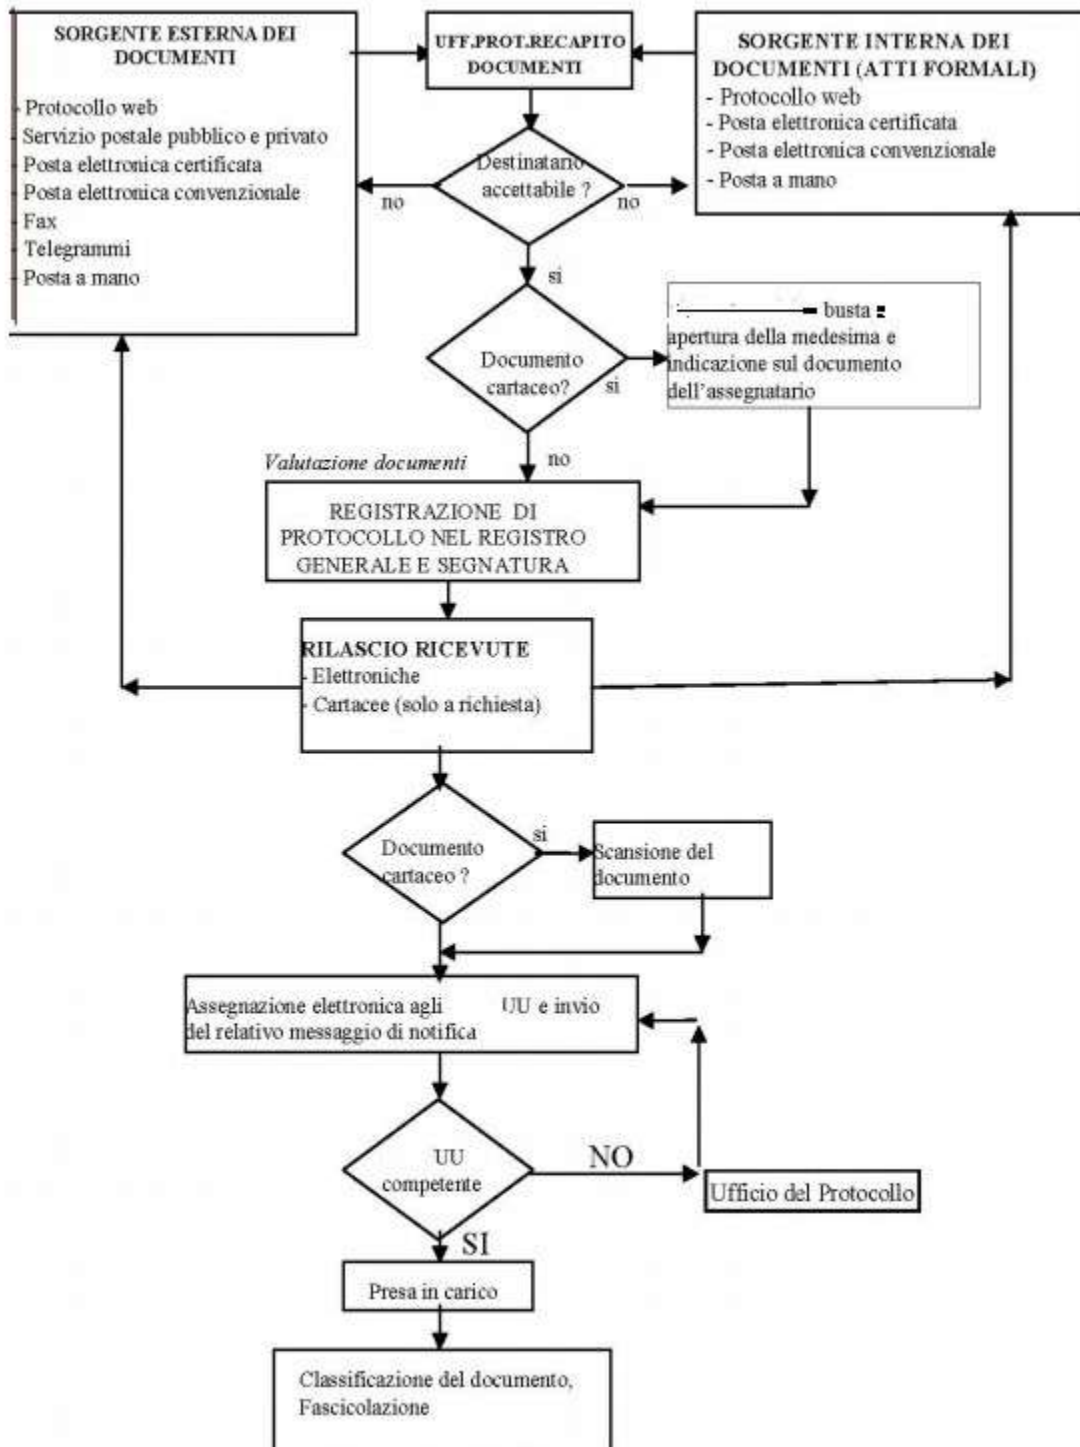 SORGENTE ESTERNA DEI
DOCUMENTI
- Protocollo web
- Servizio postale pubblico e privato
- Posta elettronica certificata
- Posta elettronica convenzionale
- Fax
- Telegrammi
- Posta a mano
UFF.PROT.RECAPITO
DOCUMENTI
SORGENTE INTERNA DEI
DOCUMENTI (ATTI FORMALI)
- Protocollo web
- Posta elettronica certificata
- Posta elettronica convenzionale
- Posta a mano
Destinatario
accettabile ?
no
no
si
Documento
cartaceo?
si
busta
apertura della medesima e
indicazione sul documento
dell'assegnatario
no
Valutazione documenti
REGISTRAZIONE DI
PROTOCOLLO NEL REGISTRO
GENERALE E SEGNATURA
RILASCIO RICEVUTE
- Elettroniche
- Cartacee (solo a richiesta)
Documento
cartaceo ?
si
Scansione del
documento
Assegnazione elettronica agli UU e invio
del relativo messaggio di notifica
UU
competente
NO
Ufficio del Protocollo
SI
Presa in carico
Classificazione del documento,
Fascicolazione